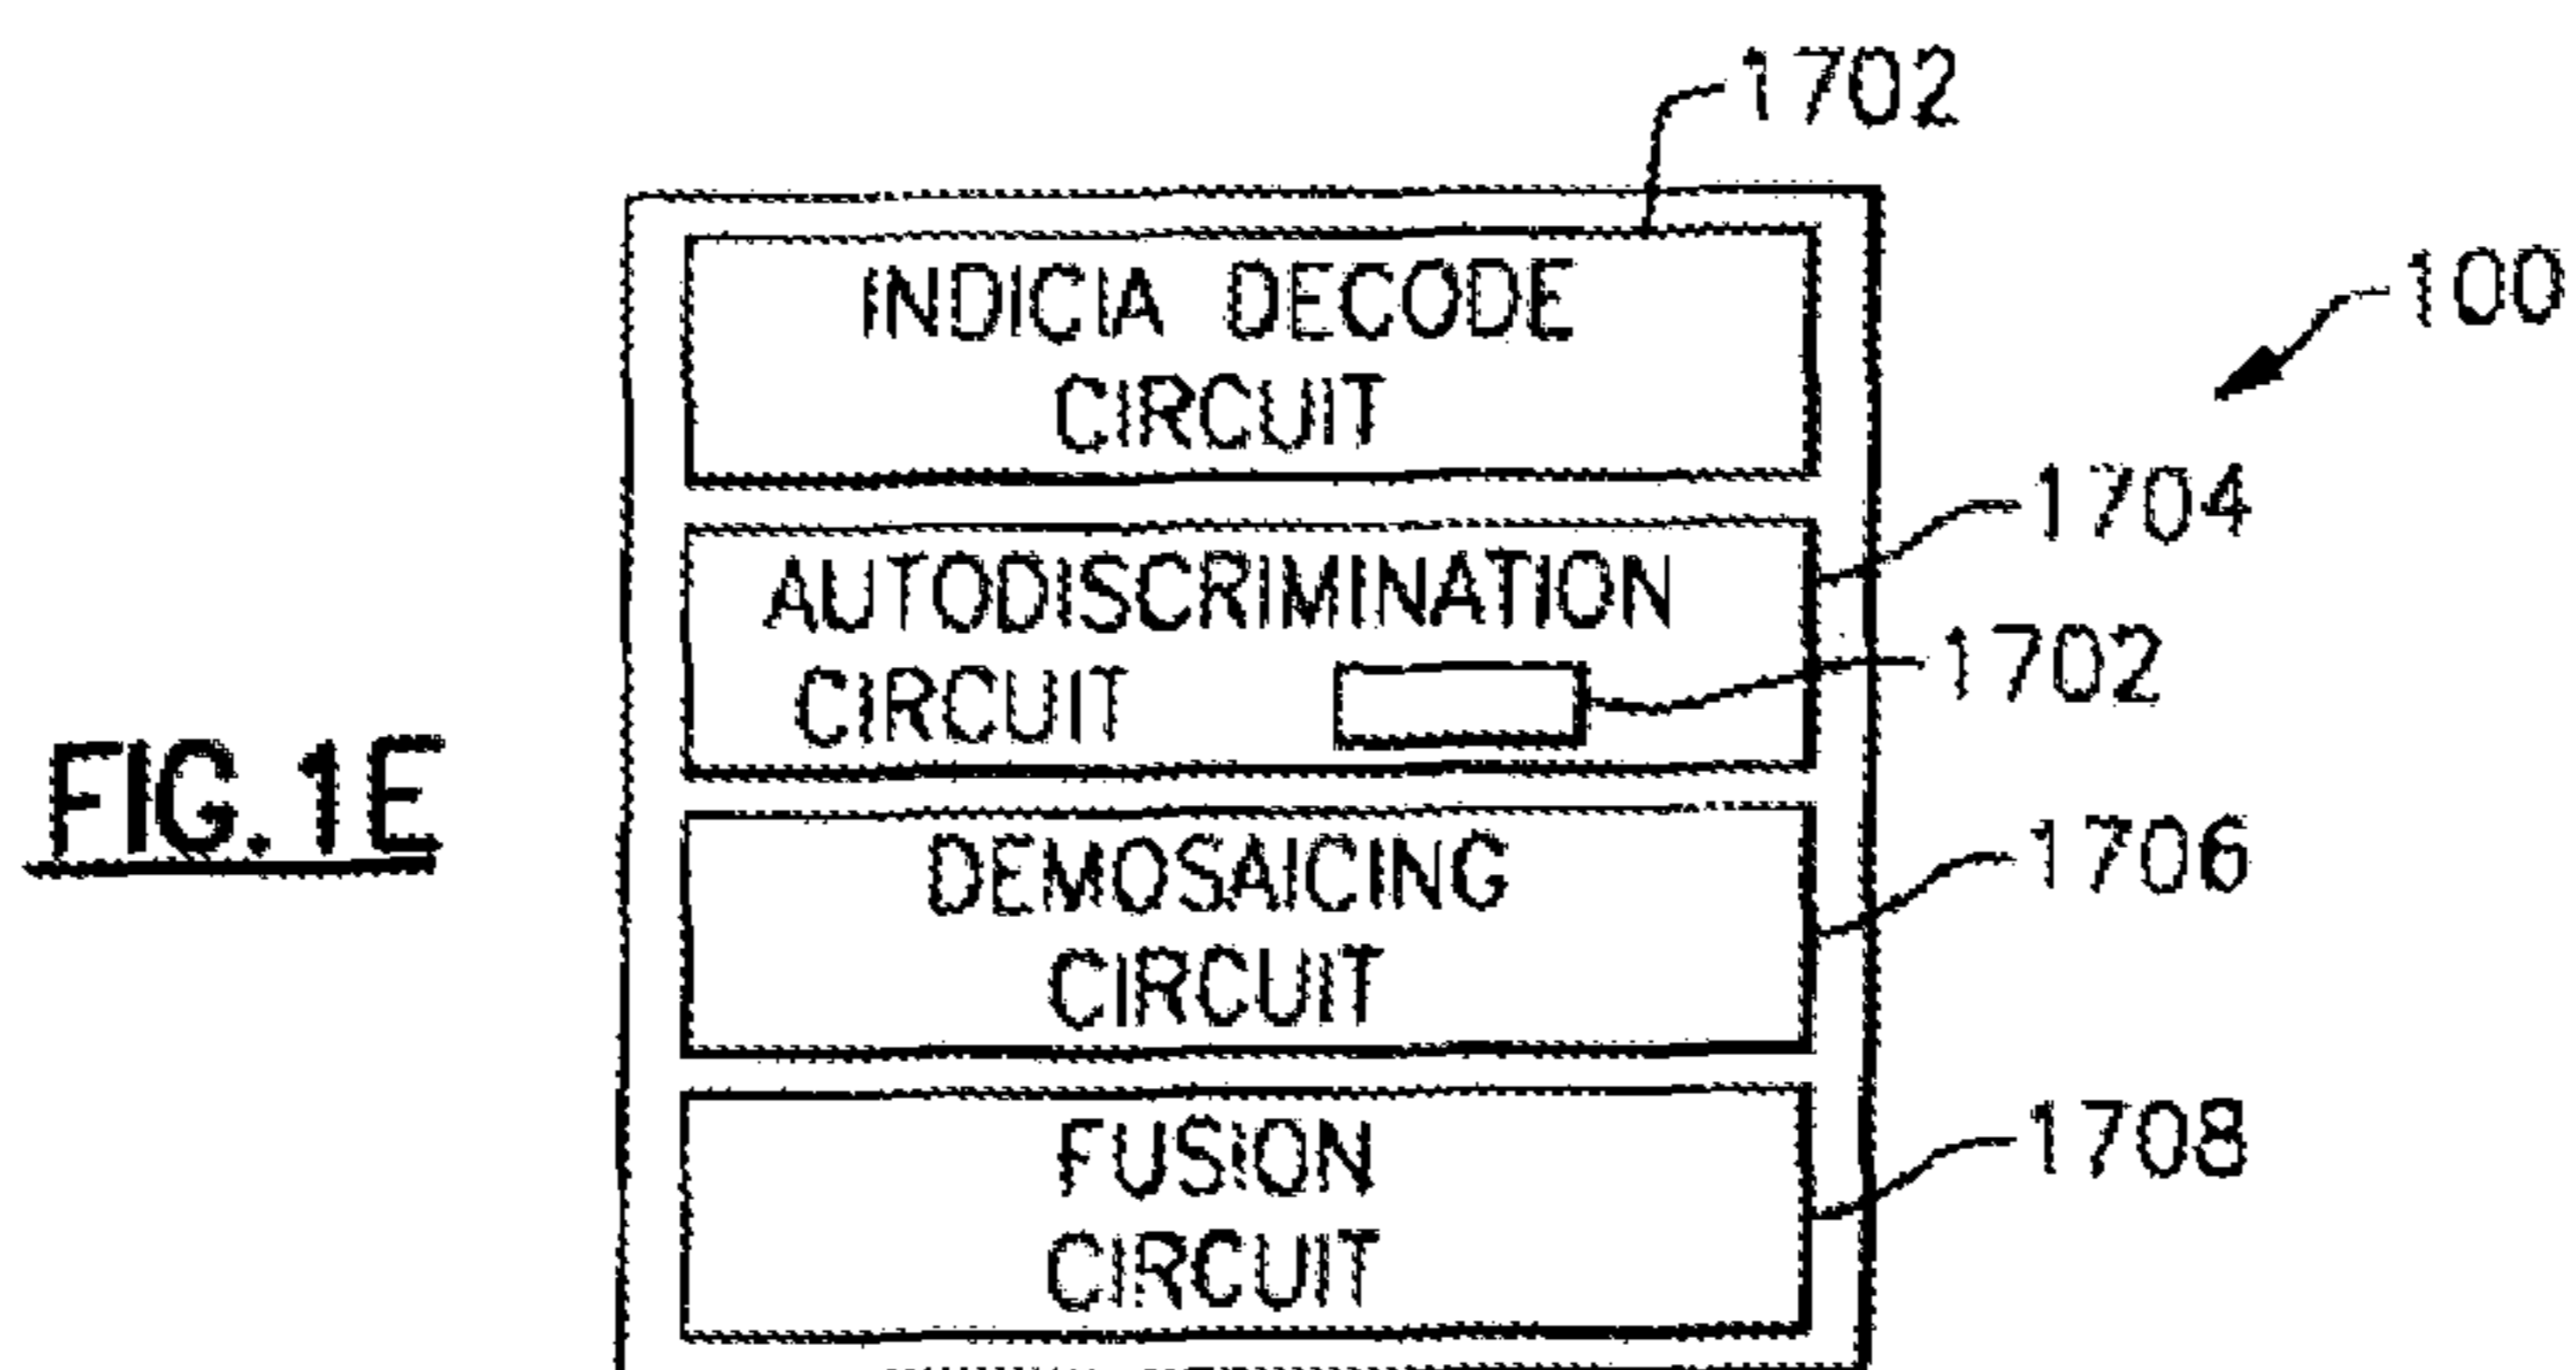 1702
INDICIA DECODE
CIRCUIT
100
1704
AUTODISCRIMINATION
CIRCUIT
1702
FIG.1E
DEMOSAICING
CIRCUIT
1706
FUSION
CIRCUIT
1708